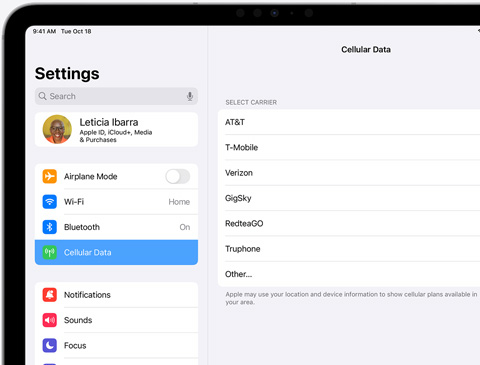 9:41 AM Tue Oct 18
Settings
Search
Leticia Ibarra
Apple ID, iCloud+, Media
& Purchases
Airplane Mode
Wi-Fi Home
Bluetooth On
Cellular Data
Notifications
Sounds
Focus
Cellular Data
SELECT CARRIER
AT&T
T-Mobile
Verizon
GigSky
RedteaGO
Truphone
Other...
Apple may use your location and device information to show cellular plans available in
your area.